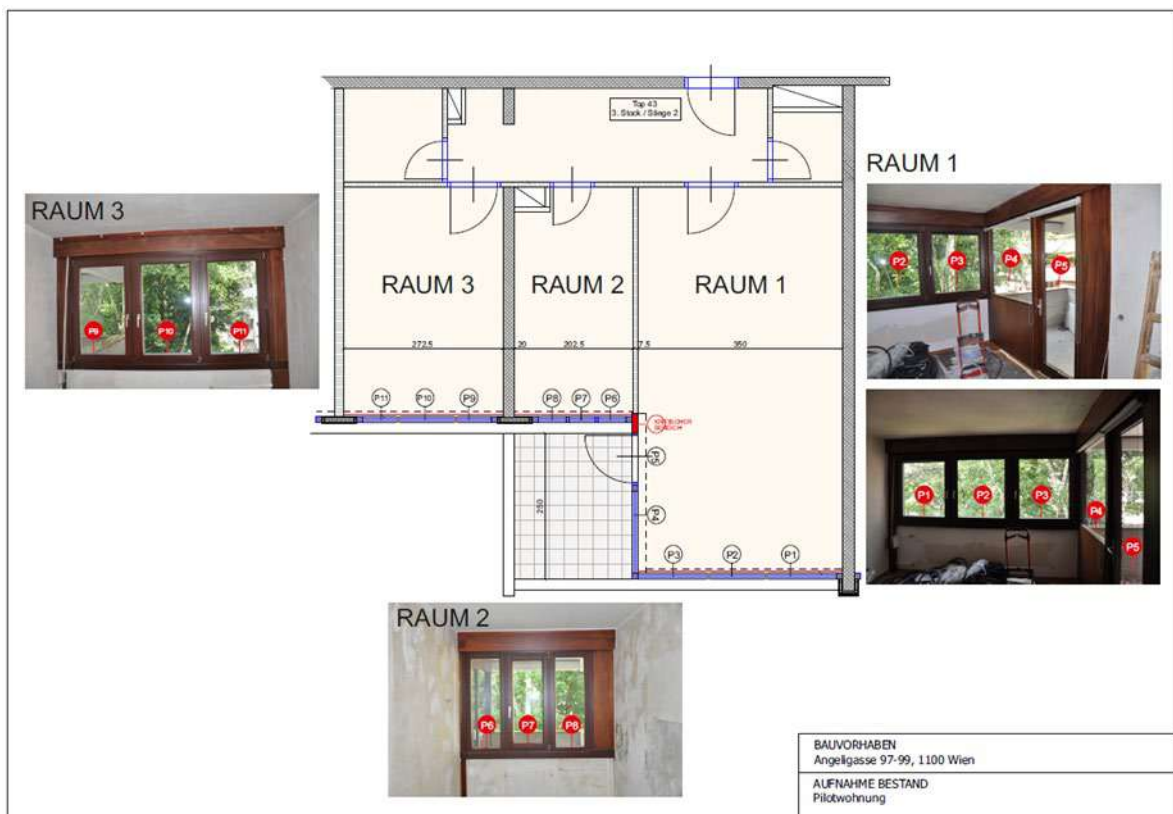 Top 43
3. Stock / Stiege 2
RAUM 1
RAUM 3
P2
P3
P4
P5
P9
P10
P11
RAUM 3
RAUM 2
RAUM 1
272.5
20
202.5
7.5
350
P11
P10
P9
P8
P7
P6
P5
P4
250
P3
P2
P1
P1
P2
P3
P4
P5
RAUM 2
P6
P7
P8
BAUVORHABEN
Angeligasse 97-99, 1100 Wien
AUFNAHME BESTAND
Pilotwohnung